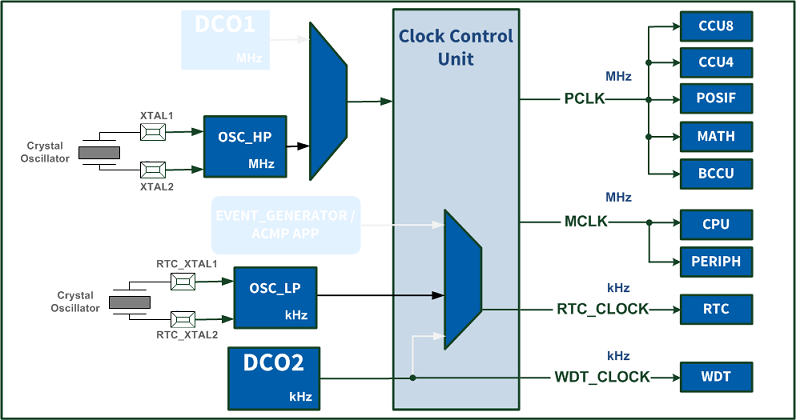 DCO1
MHz
XTAL1
Crystal
Oscillator
OSC_HP
MHz
XTAL2
EVENT_GENERATOR /
ACMP APP
RTC_XTAL1
Crystal
Oscillator
OSC_LP
kHz
RTC_XTAL2
DCO2
kHz
Clock Control
Unit
MHz
PCLK
CCU8
CCU4
POSIF
MATH
BCCU
MHz
MCLK
CPU
PERIPH
kHz
RTC_CLOCK
RTC
kHz
WDT_CLOCK
WDT